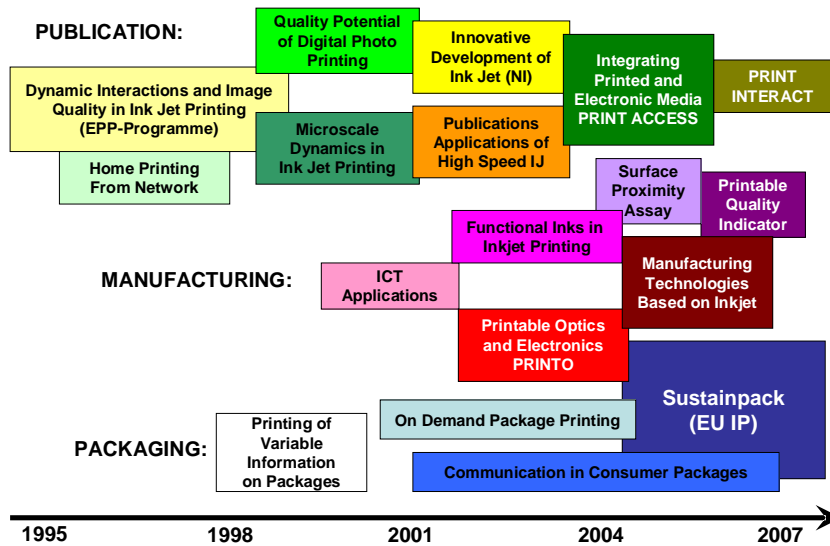 PUBLICATION:
Quality Potential
of Digital Photo
Printing
Innovative
Development of
Ink Jet (NI)
Integrating
Printed and
Electronic Media
PRINT ACCESS
PRINT
INTERACT
Dynamic Interactions and Image
Quality in Ink Jet Printing
(EPP-Programme)
Microscale
Dynamics in
Ink Jet Printing
Publications
Applications of
High Speed IJ
Home Printing
From Network
Surface
Proximity
Assay
Printable
Quality
Indicator
Functional Inks in
Inkjet Printing
MANUFACTURING:
ICT
Applications
Manufacturing
Technologies
Based on Inkjet
Printable Optics
and Electronics
PRINTO
Sustainpack
(EU IP)
On Demand Package Printing
PACKAGING:
Printing of
Variable
Information
on Packages
Communication in Consumer Packages
1995
1998
2001
2004
2007